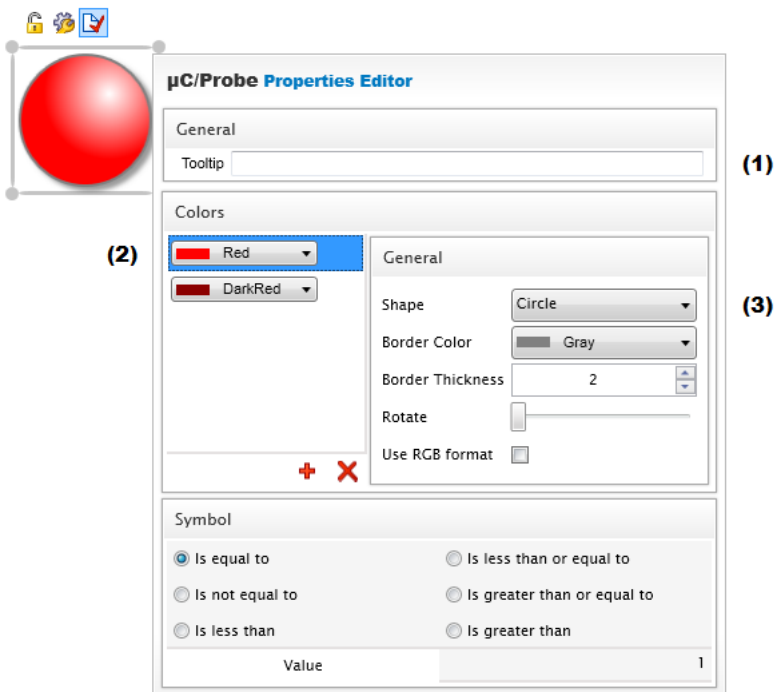 µC/Probe Properties Editor
General
Tooltip
(1)
Colors
(2)
Red
DarkRed
General
Shape Circle
(3)
Border Color Gray
Border Thickness 2
Rotate
Use RGB format
Symbol
Is equal to Is less than or equal to
Is not equal to Is greater than or equal to
Is less than Is greater than
Value 1